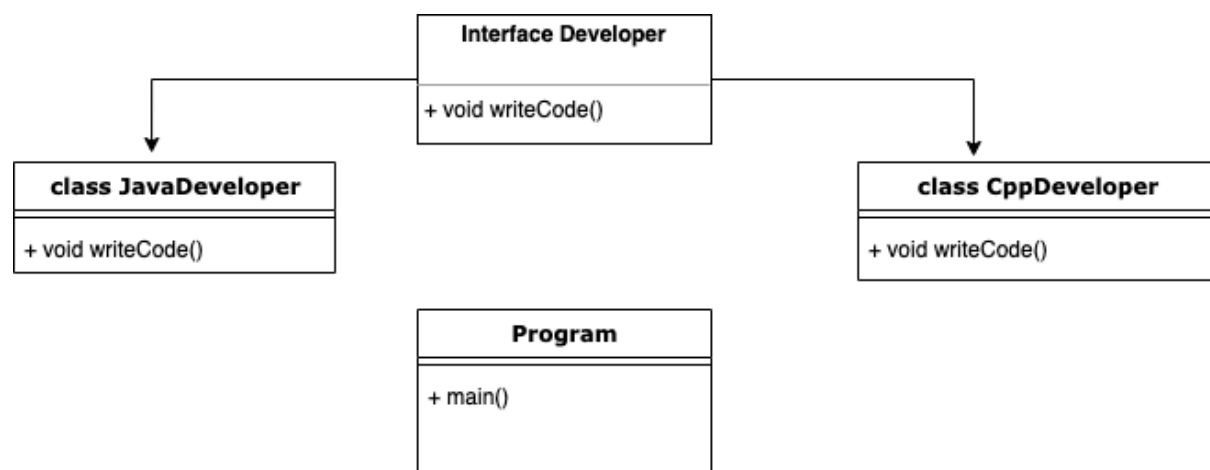 Interface Developer
+ void writeCode()
class JavaDeveloper
+ void writeCode()
class CppDeveloper
+ void writeCode()
Program
+ main()